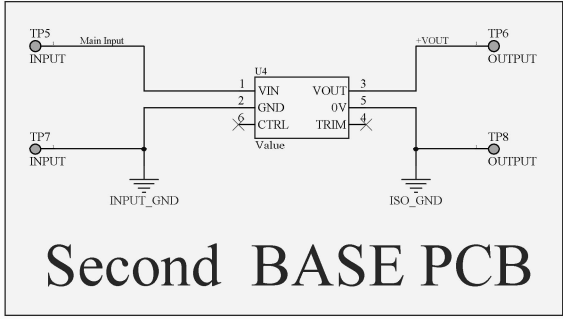 TP5
Main Input
INPUT
TP6
+VOUT
OUTPUT
U4
1 VIN VOUT 3
2 GND 0V 5
6 CTRL TRIM 4
Value
TP7
INPUT
TP8
OUTPUT
INPUT_GND
ISO_GND
Second BASE PCB